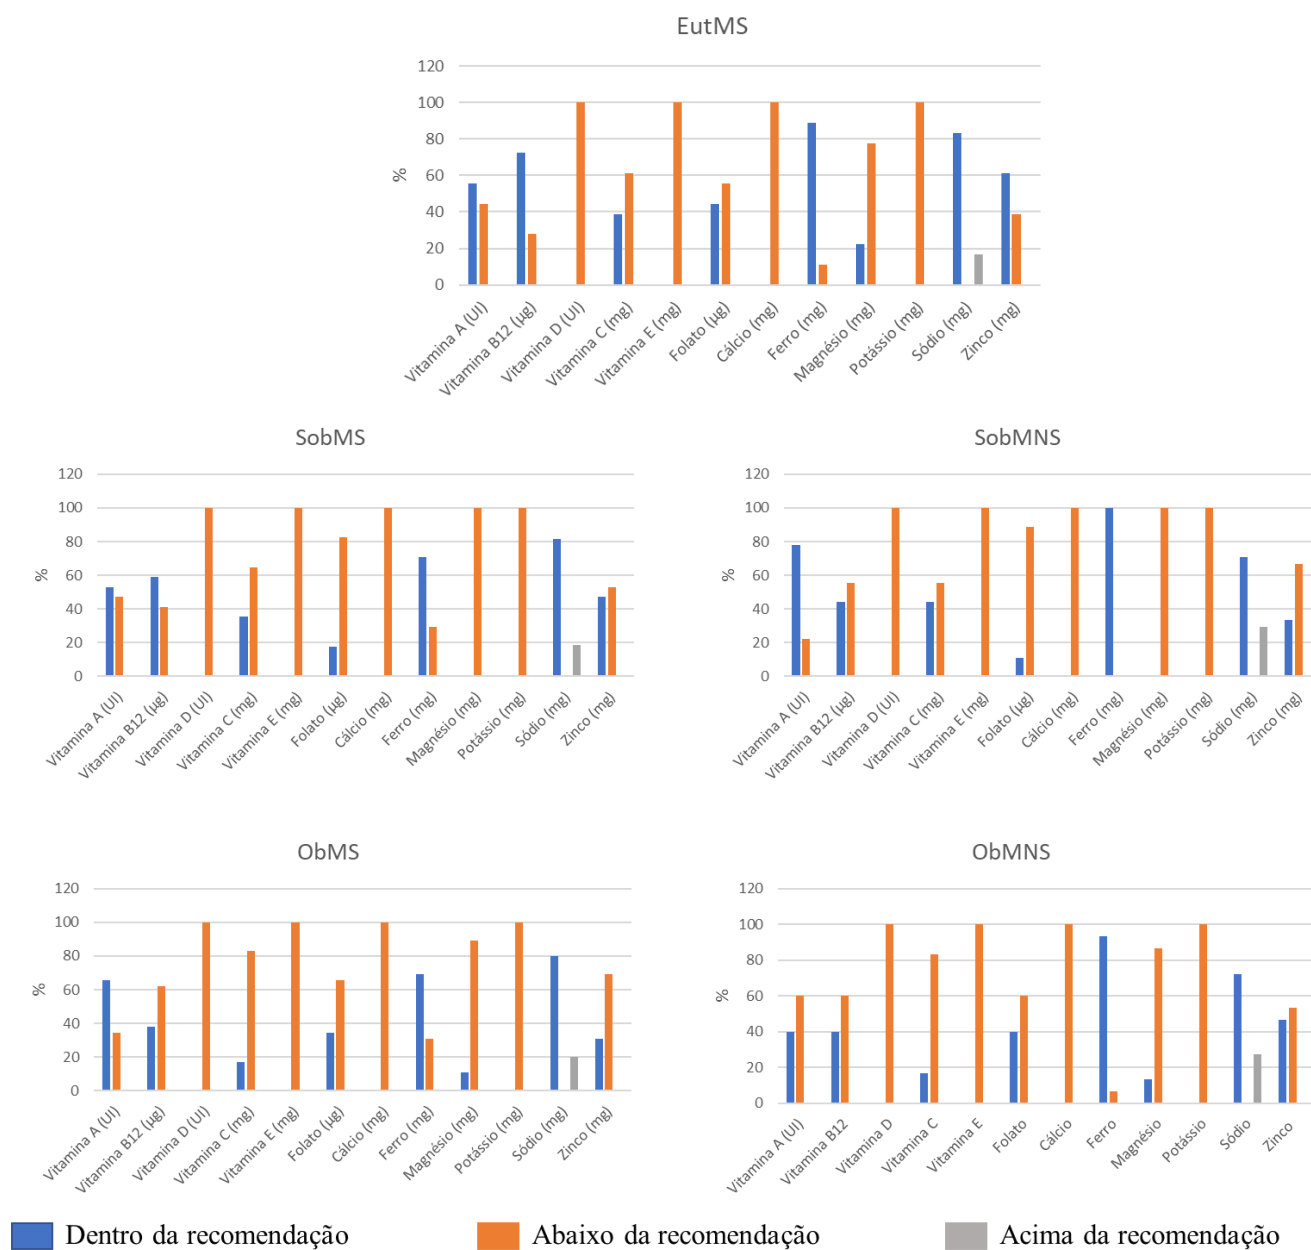 EutMS
120
100
80
60
40
20
0
%
Vitamina A (UI)
Vitamina B12 (µg)
Vitamina D (UI)
Vitamina C (mg)
Vitamina E (mg)
Folato (µg)
Cálcio (mg)
Ferro (mg)
Magnésio (mg)
Potássio (mg)
Sódio (mg)
Zinco (mg)
SobMS
120
100
80
60
40
20
0
%
Vitamina A (UI)
Vitamina B12 (µg)
Vitamina D (UI)
Vitamina C (mg)
Vitamina E (mg)
Folato (µg)
Cálcio (mg)
Ferro (mg)
Magnésio (mg)
Potássio (mg)
Sódio (mg)
Zinco (mg)
SobMNS
120
100
80
60
40
20
0
%
Vitamina A (UI)
Vitamina B12 (µg)
Vitamina D (UI)
Vitamina C (mg)
Vitamina E (mg)
Folato (µg)
Cálcio (mg)
Ferro (mg)
Magnésio (mg)
Potássio (mg)
Sódio (mg)
Zinco (mg)
ObMS
120
100
80
60
40
20
0
%
Vitamina A (UI)
Vitamina B12 (µg)
Vitamina D (UI)
Vitamina C (mg)
Vitamina E (mg)
Folato (µg)
Cálcio (mg)
Ferro (mg)
Magnésio (mg)
Potássio (mg)
Sódio (mg)
Zinco (mg)
ObMNS
120
100
80
60
40
20
0
%
Vitamina A (UI)
Vitamina B12
Vitamina D
Vitamina C
Vitamina E
Folato
Cálcio
Ferro
Magnésio
Potássio
Sódio
Zinco
Dentro da recomendação
Abaixo da recomendação
Acima da recomendação